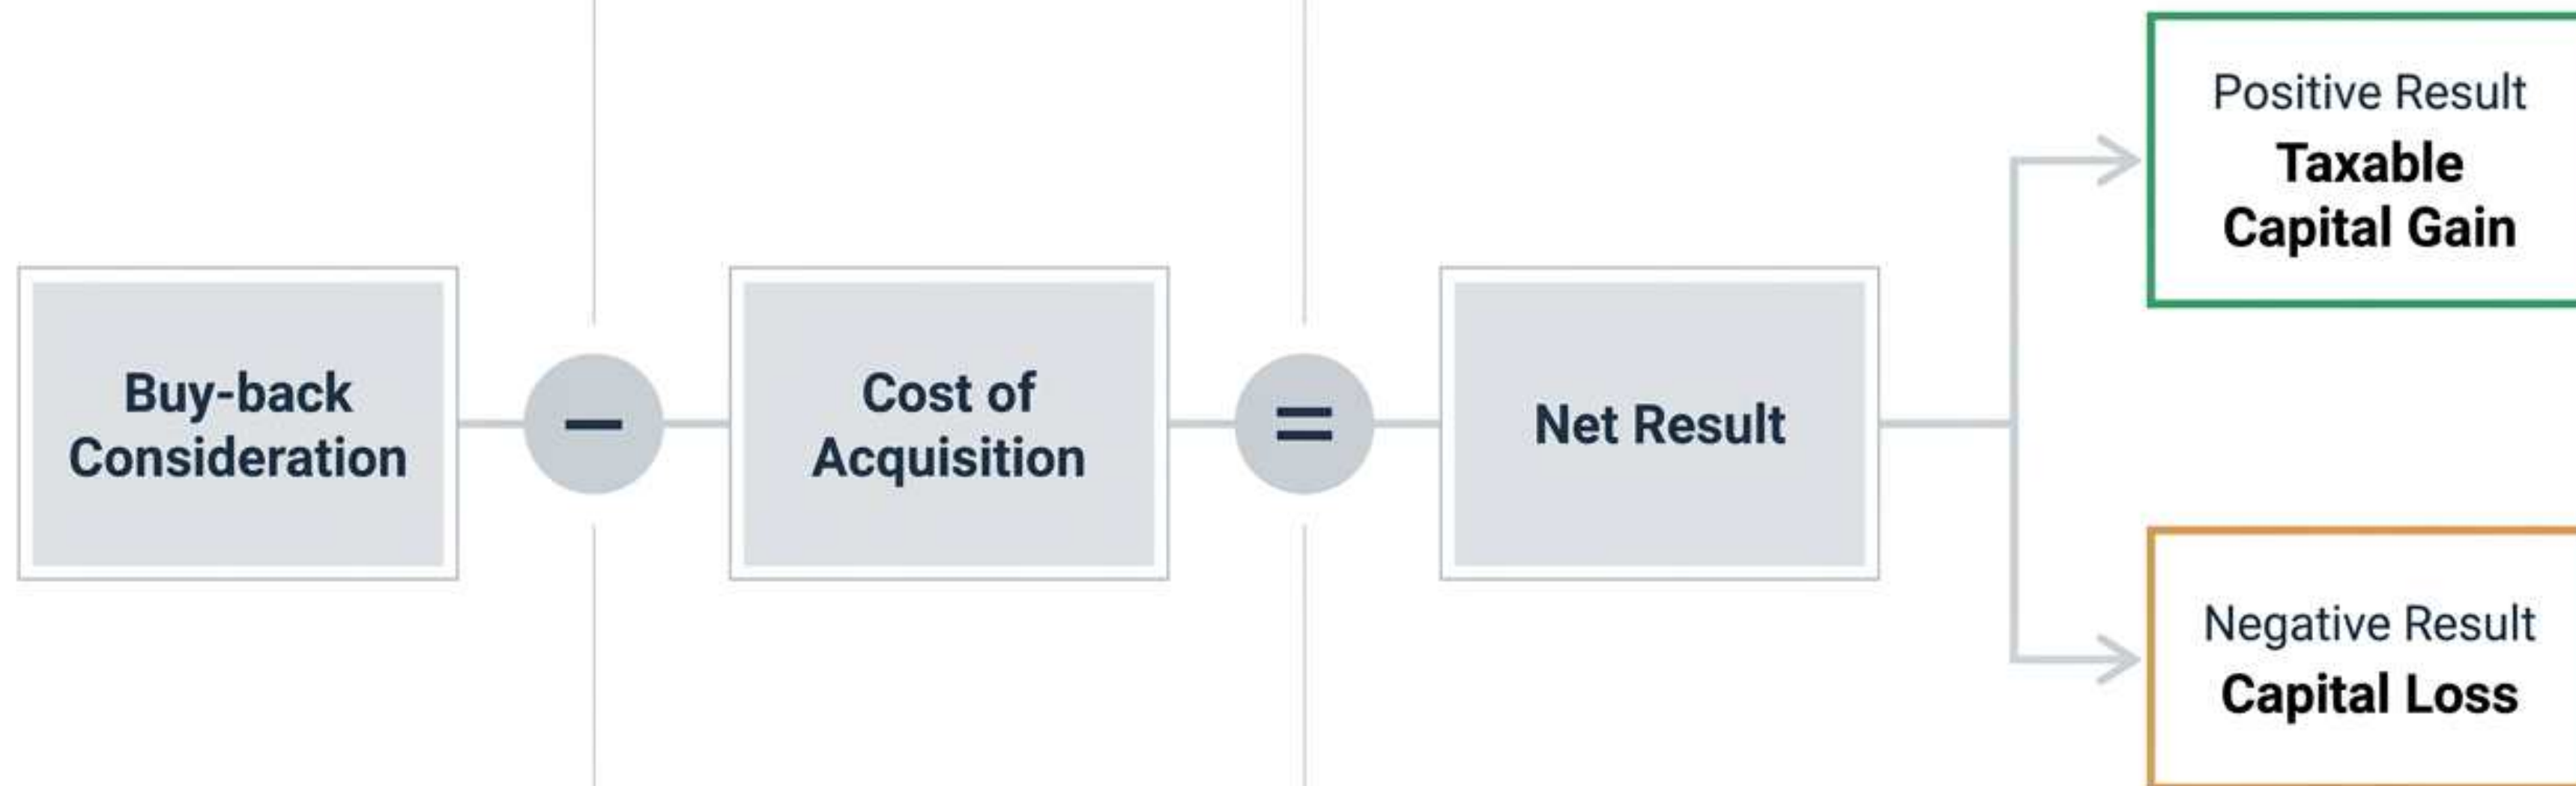 Buy-back
Consideration
−
Cost of
Acquisition
=
Net Result
Positive Result
Taxable
Capital Gain
Negative Result
Capital Loss